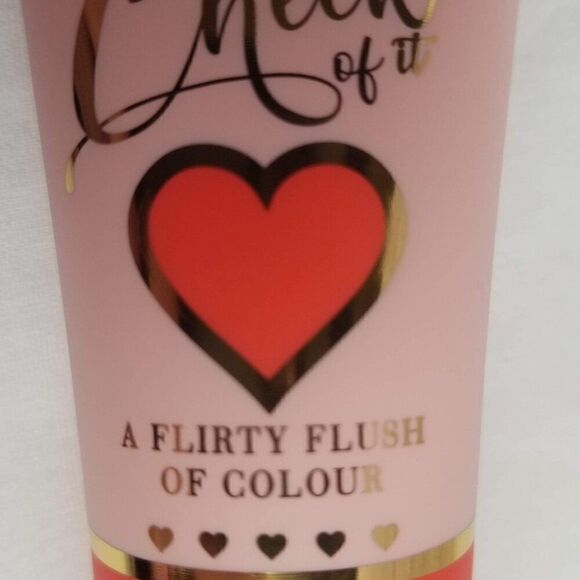 Cheek
of it
A FLIRTY FLUSH
OF COLOUR